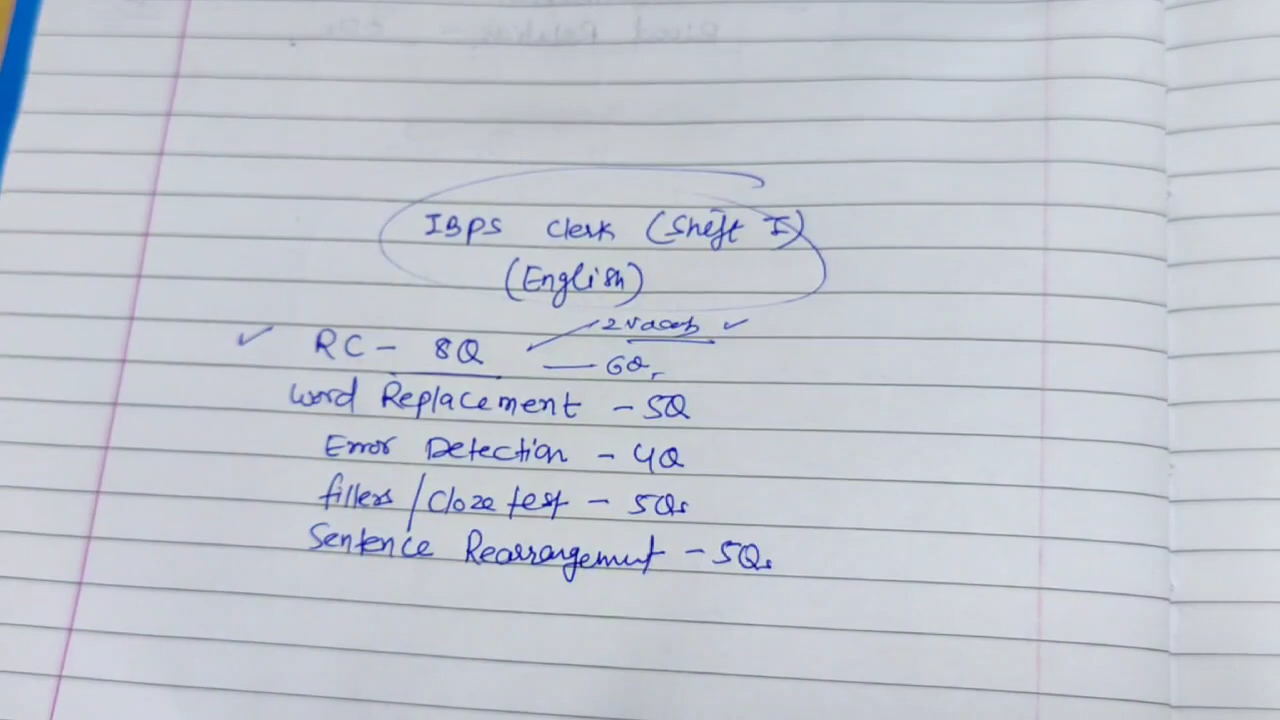 IBPS Clerk (Shift I)
(English)
RC - 8Q
2 Vocab
6Q
Word Replacement - 5Q
Error Detection - 4Q
fillers / Cloze test - 5Qs
Sentence Rearrangement - 5Qs